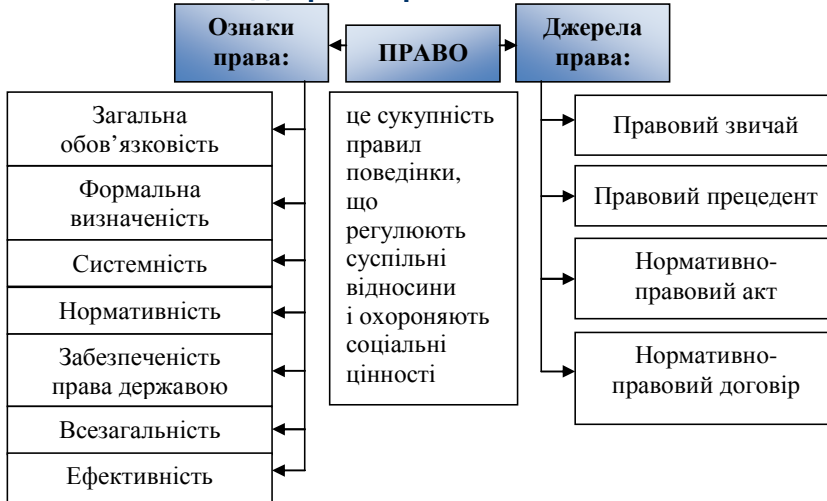 Ознаки
права:
ПРАВО
Джерела
права:
Загальна
обов’язковість
Формальна
визначеність
Системність
Нормативність
Забезпеченість
права державою
Всезагальність
Ефективність
це сукупність
правил
поведінки,
що
регулюють
суспільні
відносини
і охороняють
соціальні
цінності
Правовий звичай
Правовий прецедент
Нормативно-
правовий акт
Нормативно-
правовий договір